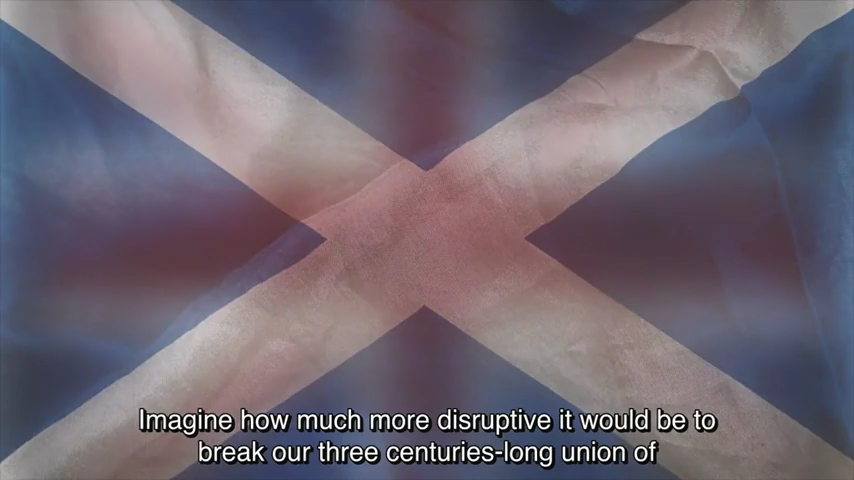 Imagine how much more disruptive it would be to
break our three centuries-long union of